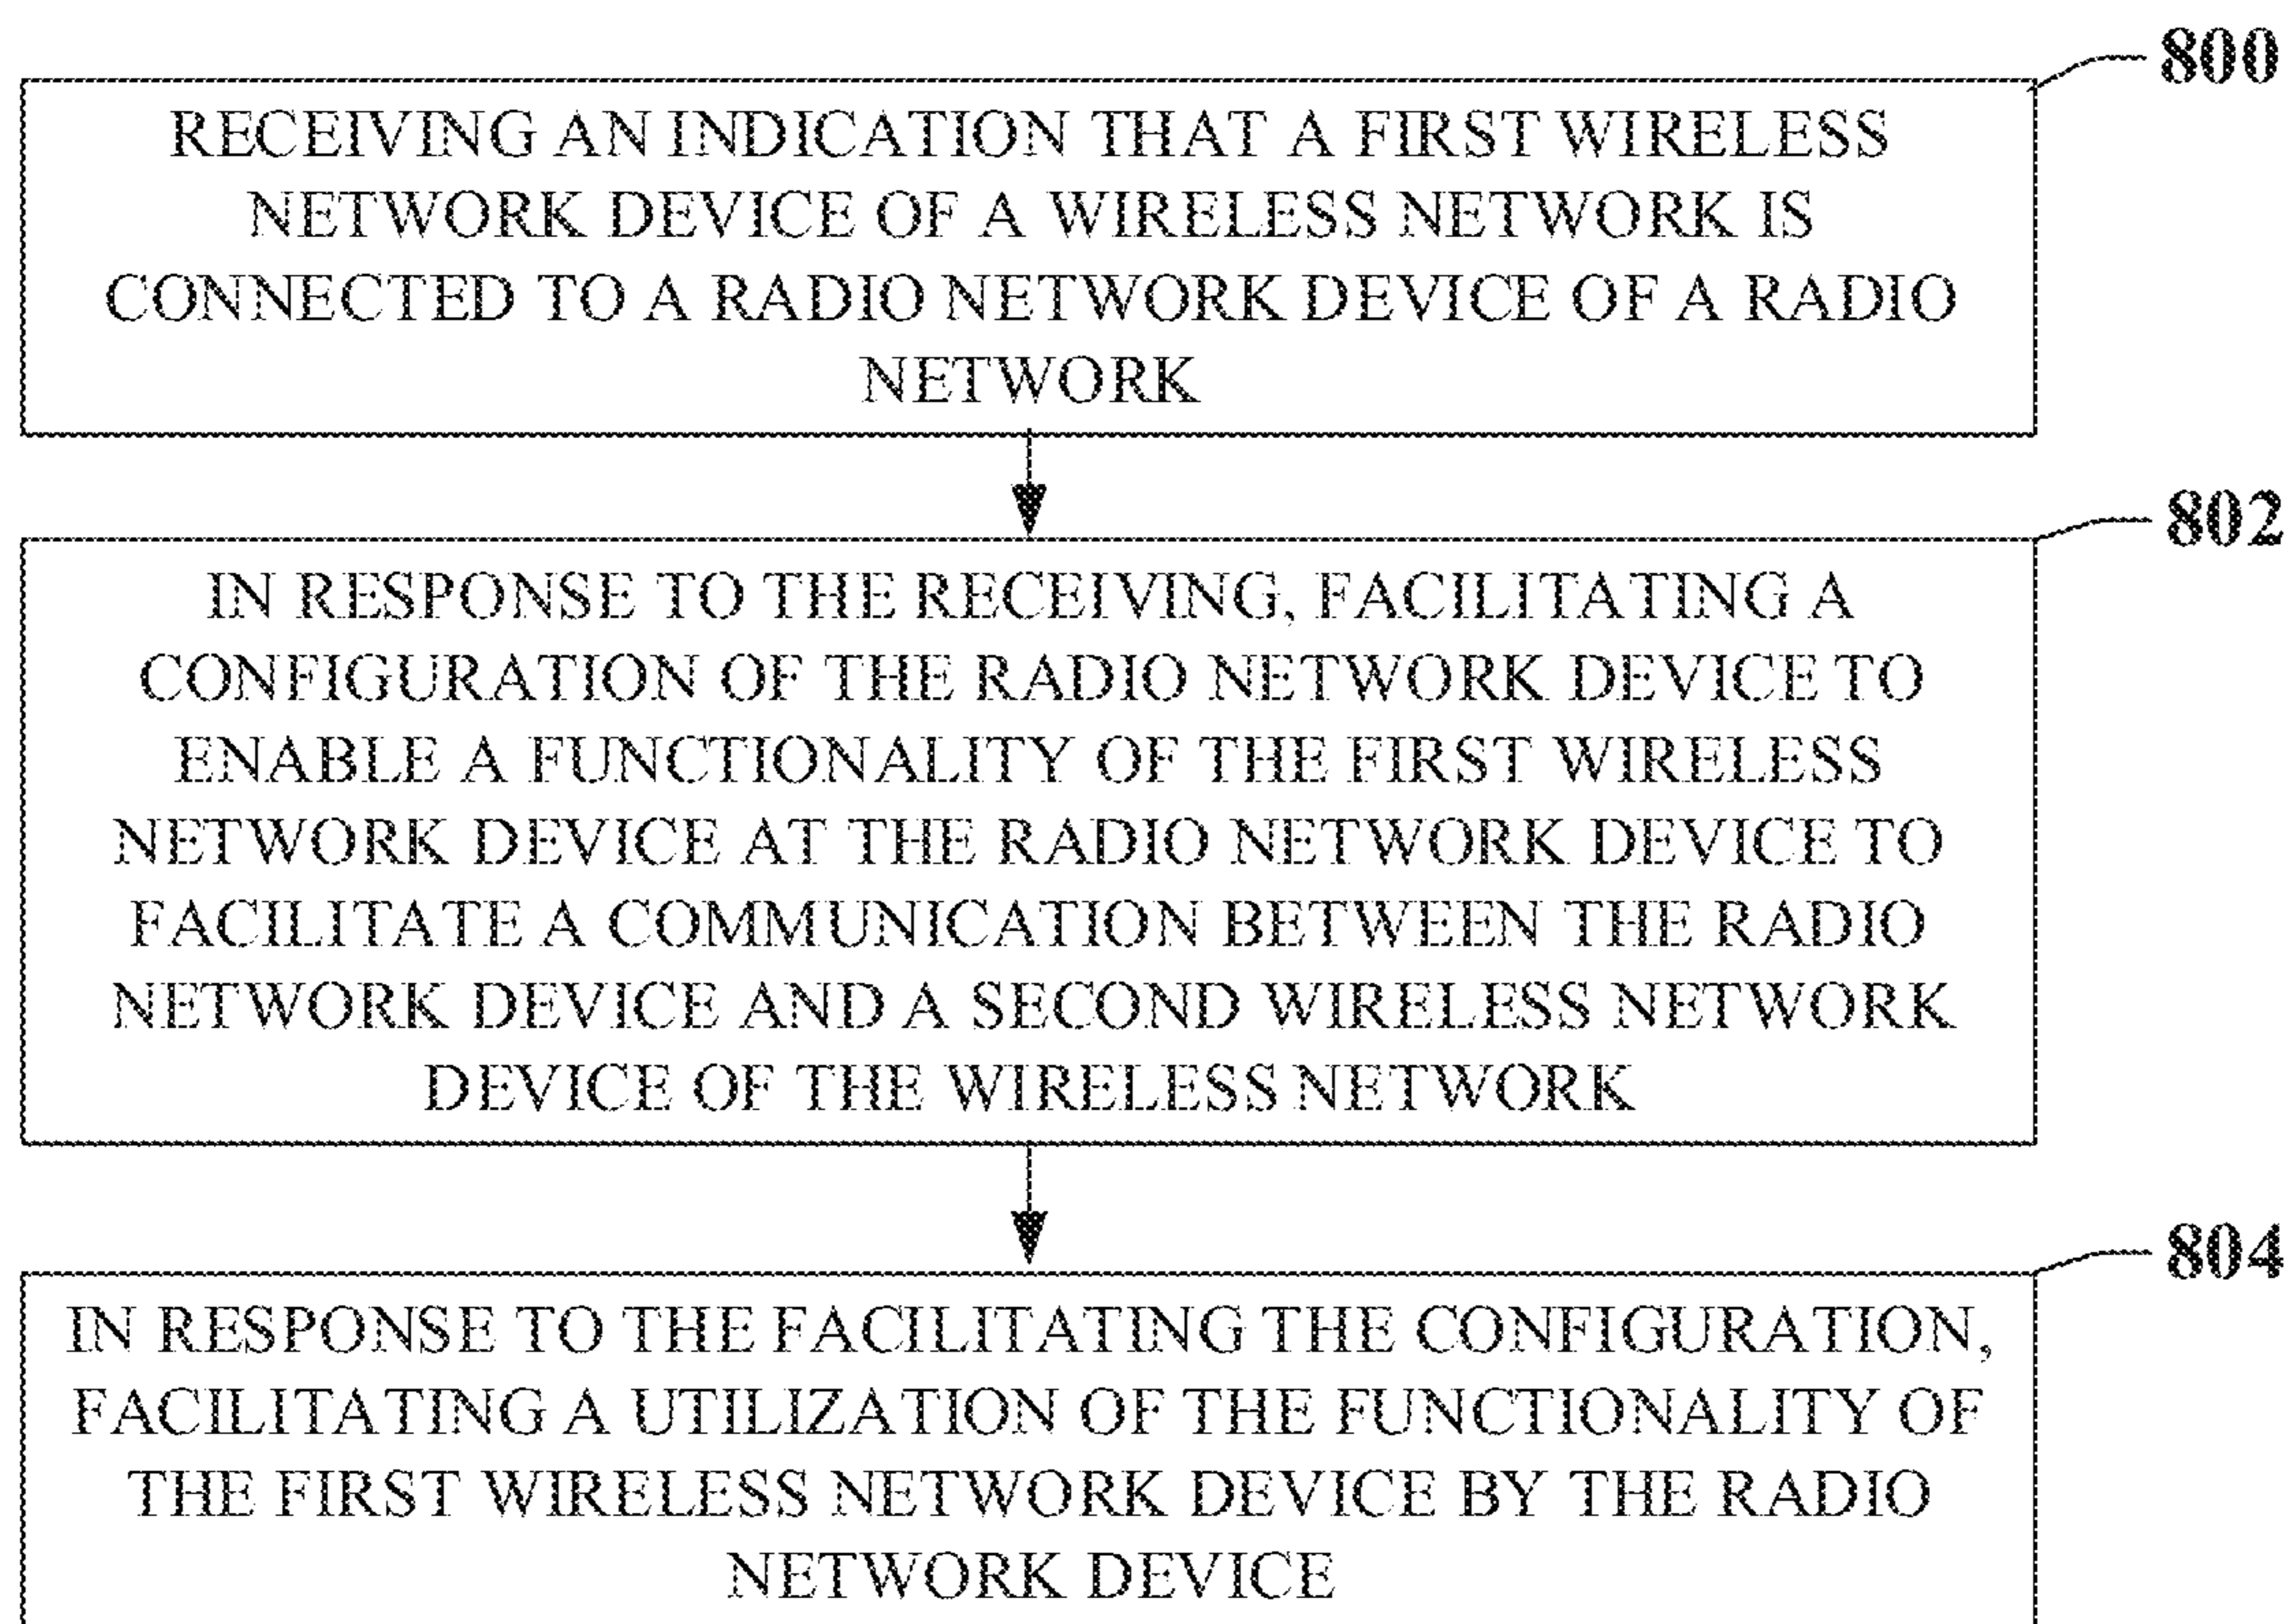 800
RECEIVING AN INDICATION THAT A FIRST WIRELESS
NETWORK DEVICE OF A WIRELESS NETWORK IS
CONNECTED TO A RADIO NETWORK DEVICE OF A RADIO
NETWORK
802
IN RESPONSE TO THE RECEIVING, FACILITATING A
CONFIGURATION OF THE RADIO NETWORK DEVICE TO
ENABLE A FUNCTIONALITY OF THE FIRST WIRELESS
NETWORK DEVICE AT THE RADIO NETWORK DEVICE TO
FACILITATE A COMMUNICATION BETWEEN THE RADIO
NETWORK DEVICE AND A SECOND WIRELESS NETWORK
DEVICE OF THE WIRELESS NETWORK
804
IN RESPONSE TO THE FACILITATING THE CONFIGURATION,
FACILITATING A UTILIZATION OF THE FUNCTIONALITY OF
THE FIRST WIRELESS NETWORK DEVICE BY THE RADIO
NETWORK DEVICE